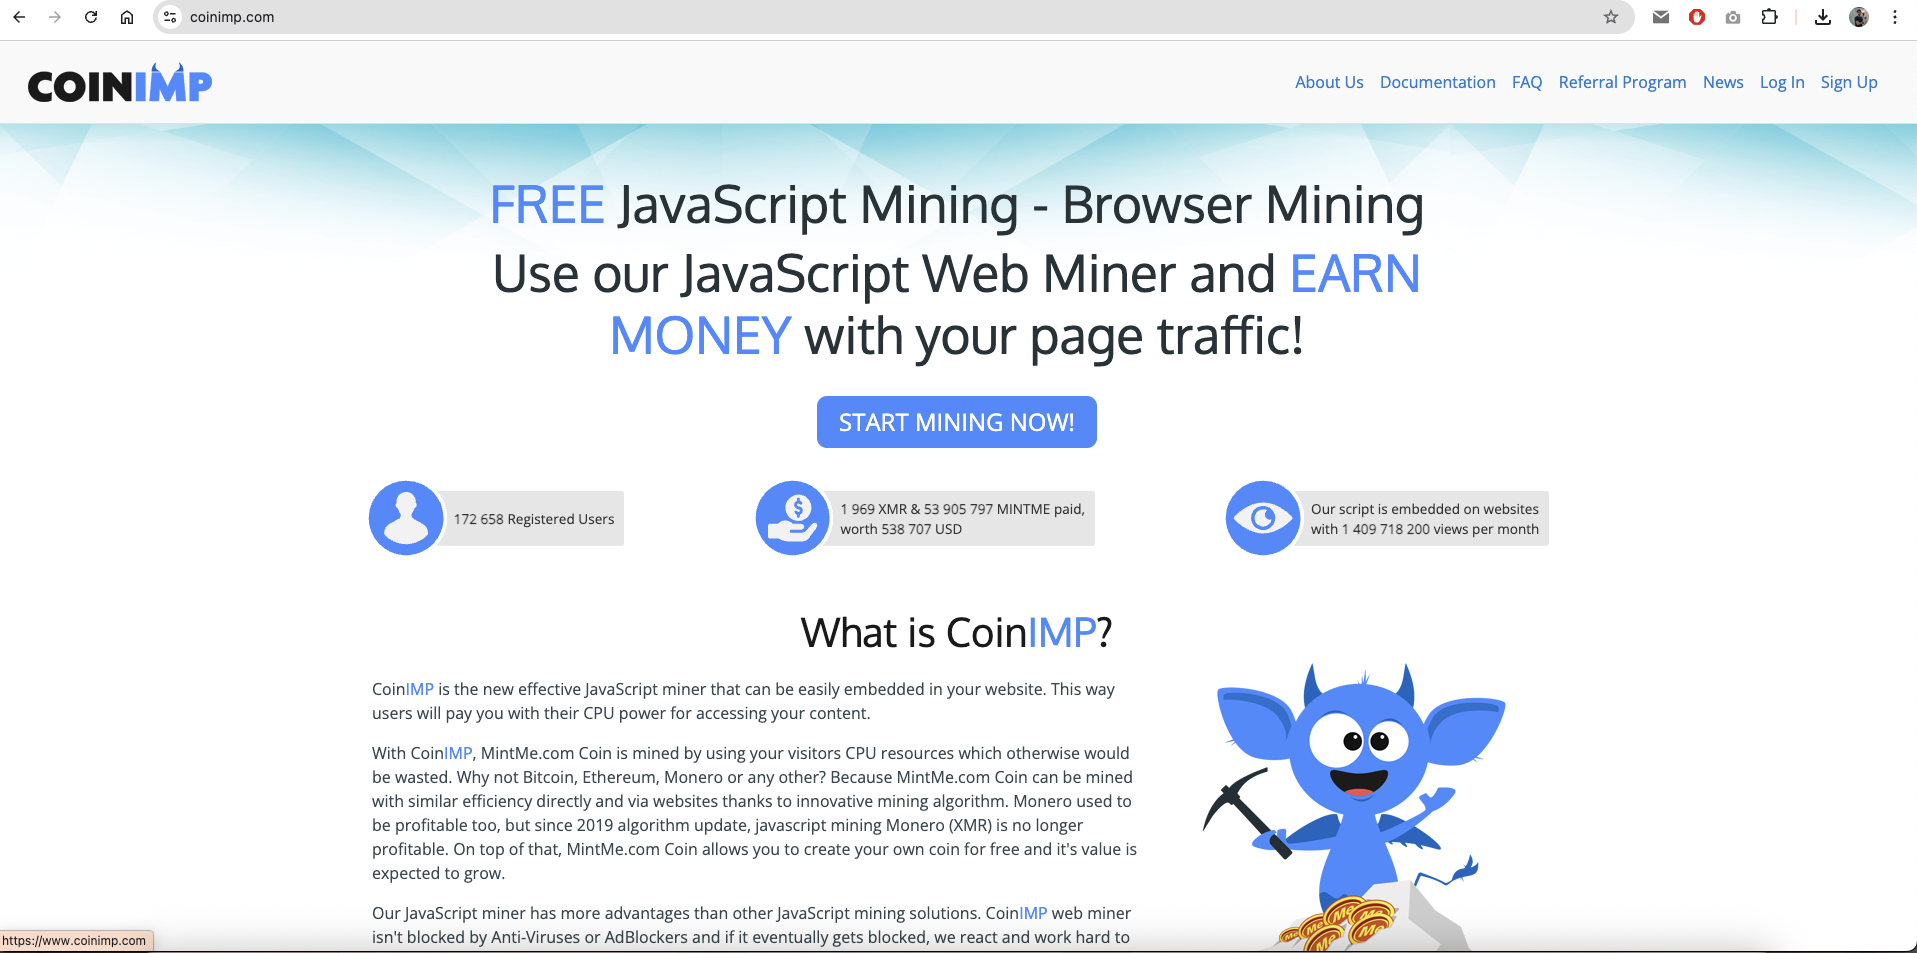 coinimp.com
COINIMP
About Us Documentation FAQ Referral Program News Log In Sign Up
FREE JavaScript Mining - Browser Mining
Use our JavaScript Web Miner and EARN
MONEY with your page traffic!
START MINING NOW!
172 658 Registered Users
1 969 XMR & 53 905 797 MINTME paid,
worth 538 707 USD
Our script is embedded on websites
with 1 409 718 200 views per month
What is CoinIMP?
CoinIMP is the new effective JavaScript miner that can be easily embedded in your website. This way
users will pay you with their CPU power for accessing your content.
With CoinIMP, MintMe.com Coin is mined by using your visitors CPU resources which otherwise would
be wasted. Why not Bitcoin, Ethereum, Monero or any other? Because MintMe.com Coin can be mined
with similar efficiency directly and via websites thanks to innovative mining algorithm. Monero used to
be profitable too, but since 2019 algorithm update, javascript mining Monero (XMR) is no longer
profitable. On top of that, MintMe.com Coin allows you to create your own coin for free and it's value is
expected to grow.
Our JavaScript miner has more advantages than other JavaScript mining solutions. CoinIMP web miner
isn't blocked by Anti-Viruses or AdBlockers and if it eventually gets blocked, we react and work hard to
Me Me Me Me
https://www.coinimp.com